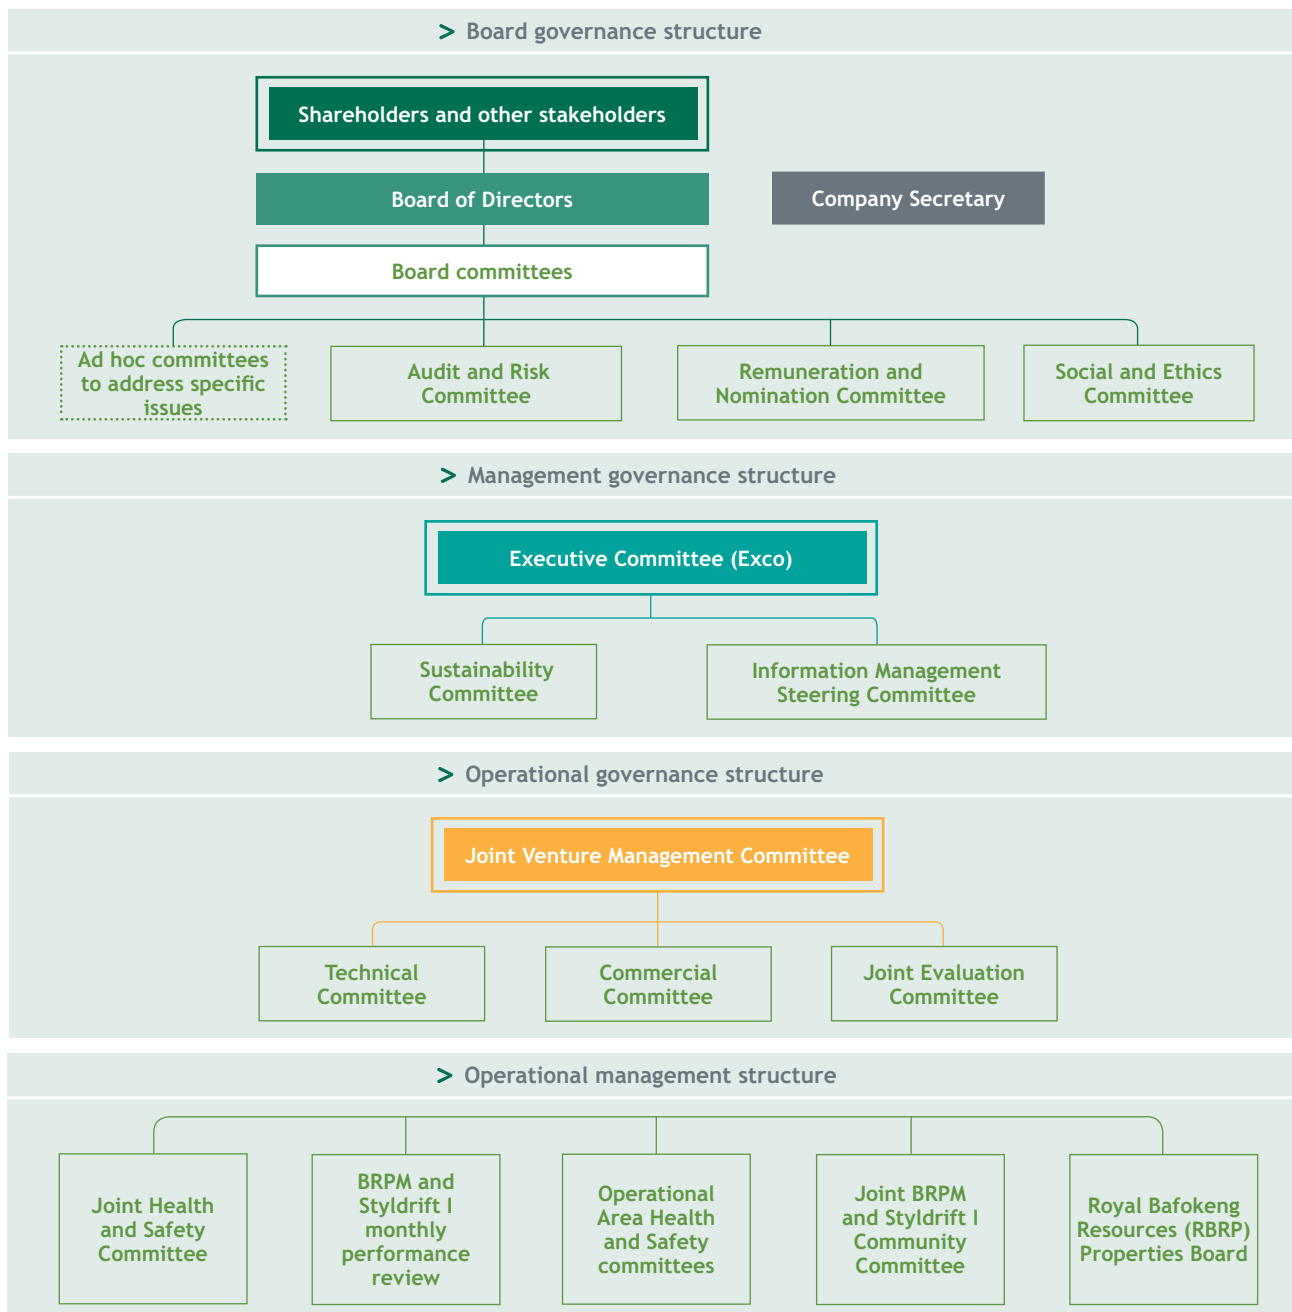 > Board governance structure
Shareholders and other stakeholders
Board of Directors
Company Secretary
Board committees
Ad hoc committees
to address specific
issues
Audit and Risk
Committee
Remuneration and
Nomination Committee
Social and Ethics
Committee
> Management governance structure
Executive Committee (Exco)
Sustainability
Committee
Information Management
Steering Committee
> Operational governance structure
Joint Venture Management Committee
Technical
Committee
Commercial
Committee
Joint Evaluation
Committee
> Operational management structure
Joint Health
and Safety
Committee
BRPM and
Styldrift I
monthly
performance
review
Operational
Area Health
and Safety
committees
Joint BRPM
and Styldrift I
Community
Committee
Royal Bafokeng
Resources (RBRP)
Properties Board